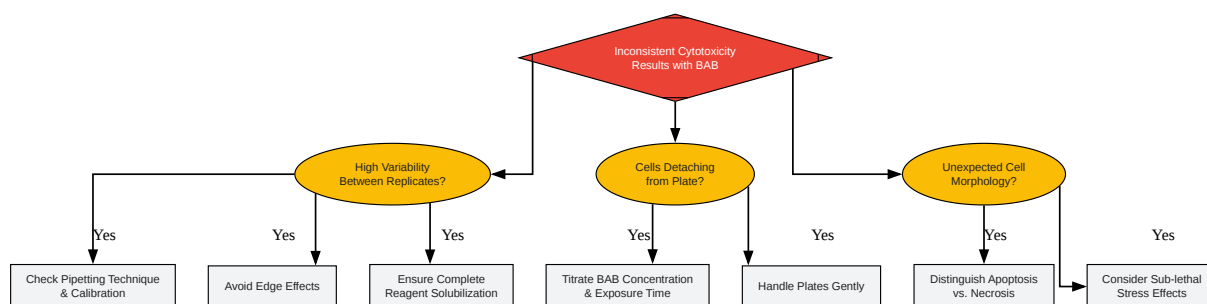 Inconsistent Cytotoxicity
Results with BAB
High Variability
Between Replicates?
Cells Detaching
from Plate?
Unexpected Cell
Morphology?
Yes
Yes
Yes
Yes
Yes
Yes
Yes
Check Pipetting Technique
& Calibration
Avoid Edge Effects
Ensure Complete
Reagent Solubilization
Titrate BAB Concentration
& Exposure Time
Handle Plates Gently
Distinguish Apoptosis
vs. Necrosis
Consider Sub-lethal
Stress Effects